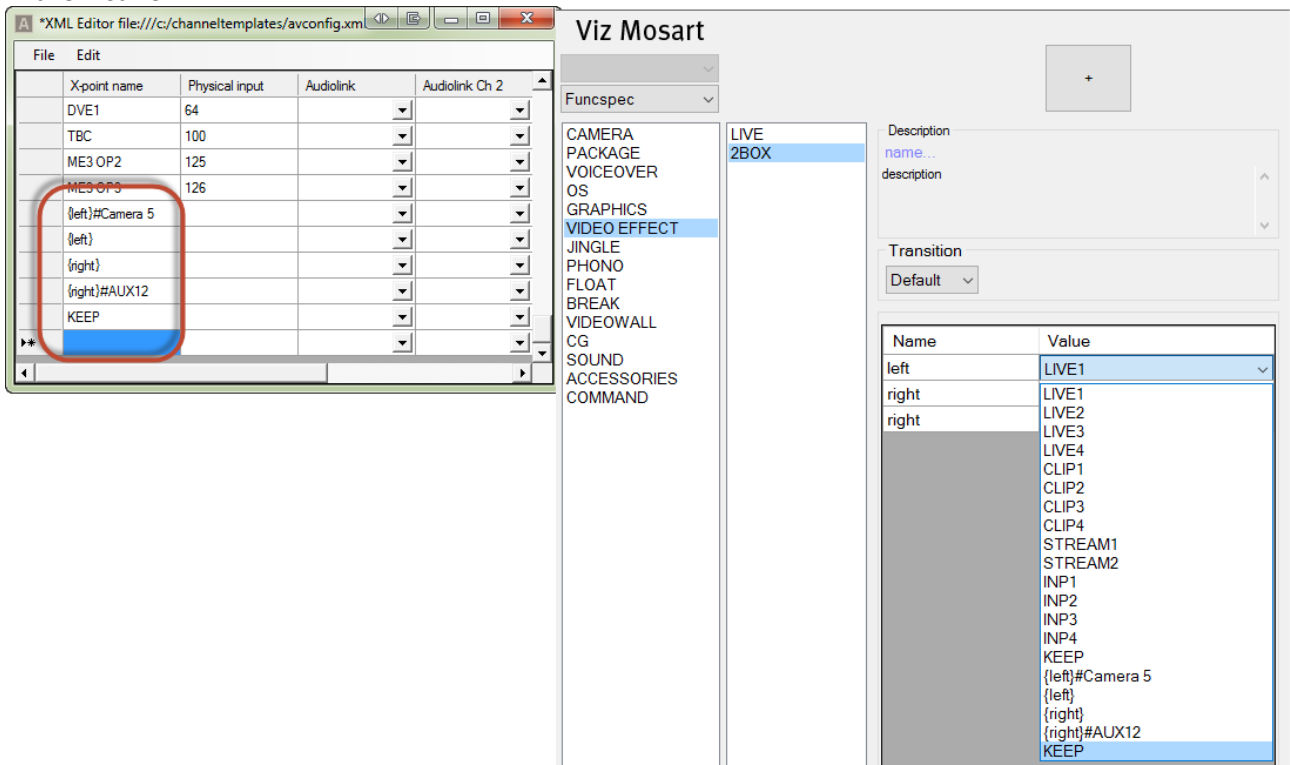 *XML Editor file:///c:/channeltemplates/avconfig.xml
File Edit
X-point name Physical input Audiolink Audiolink Ch 2
DVE1 64
TBC 100
ME3 OP2 125
ME3 OP3 126
{left}#Camera 5
{left}
{right}
{right}#AUX12
KEEP
Viz Mosart
Funcspec
+
CAMERA
PACKAGE
VOICEOVER
OS
GRAPHICS
VIDEO EFFECT
JINGLE
PHONO
FLOAT
BREAK
VIDEOWALL
CG
SOUND
ACCESSORIES
COMMAND
LIVE
2BOX
Description
name...
description
Transition
Default
Name Value
left LIVE1
right
right
LIVE1
LIVE2
LIVE3
LIVE4
CLIP1
CLIP2
CLIP3
CLIP4
STREAM1
STREAM2
INP1
INP2
INP3
INP4
KEEP
{left}#Camera 5
{left}
{right}
{right}#AUX12
KEEP